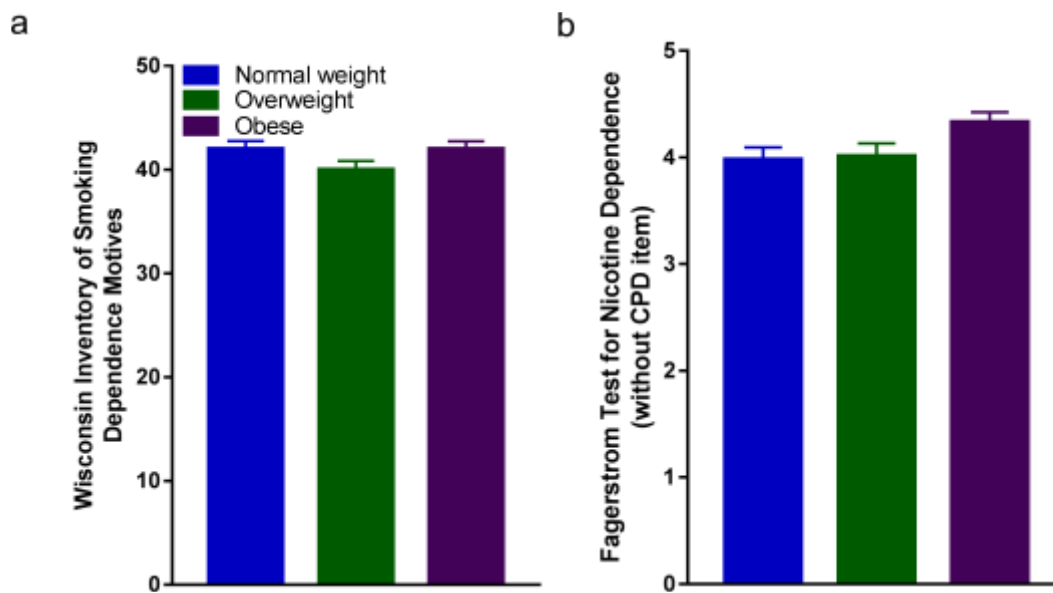 a
Wisconsin Inventory of Smoking
Dependence Motives
50
40
30
20
10
0
Normal weight
Overweight
Obese
b
Fagerstrom Test for Nicotine Dependence
(without CPD item)
5
4
3
2
1
0